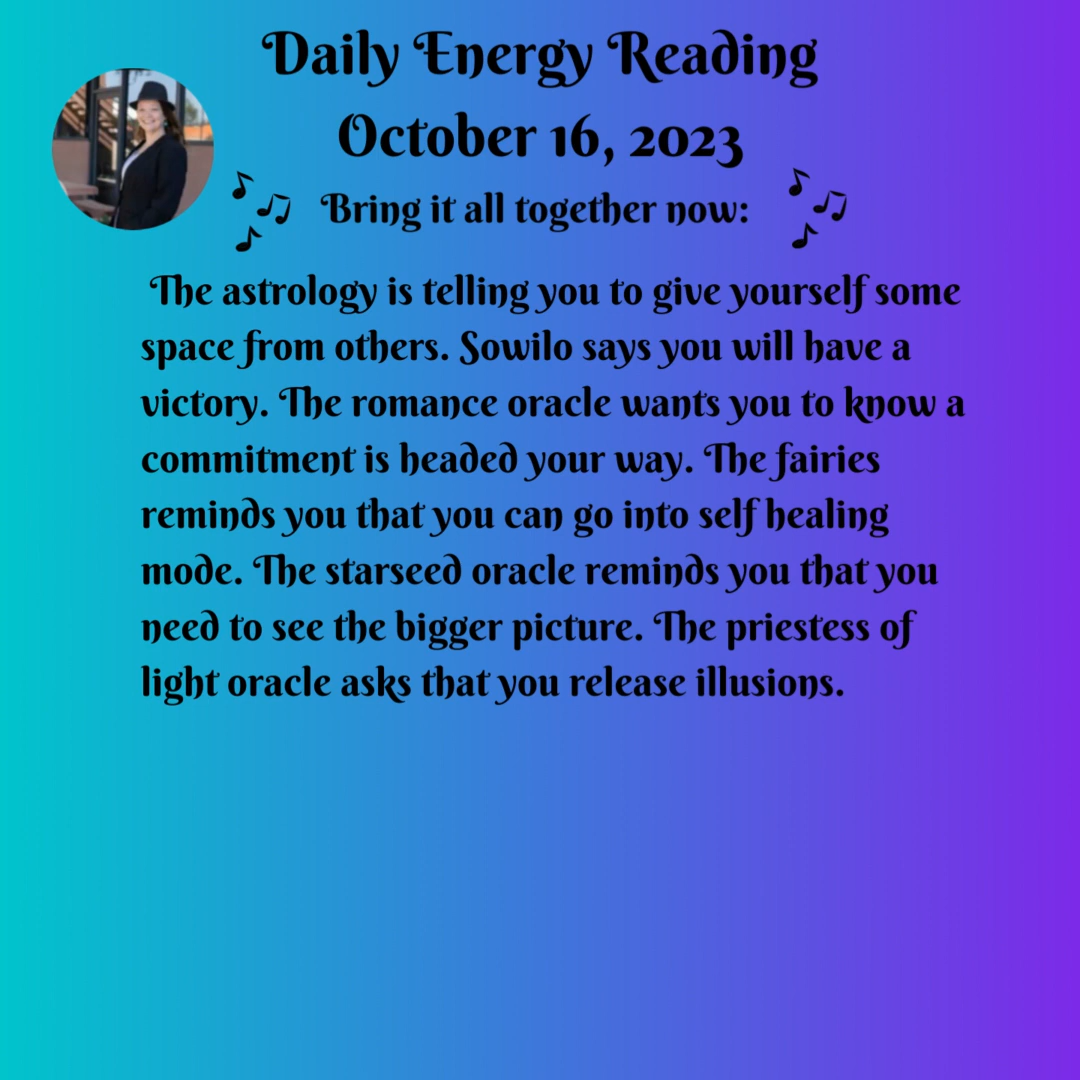 Daily Energy Reading
October 16, 2023
Bring it all together now:
The astrology is telling you to give yourself some
space from others. Sowilo says you will have a
victory. The romance oracle wants you to know a
commitment is headed your way. The fairies
reminds you that you can go into self healing
mode. The starseed oracle reminds you that you
need to see the bigger picture. The priestess of
light oracle asks that you release illusions.